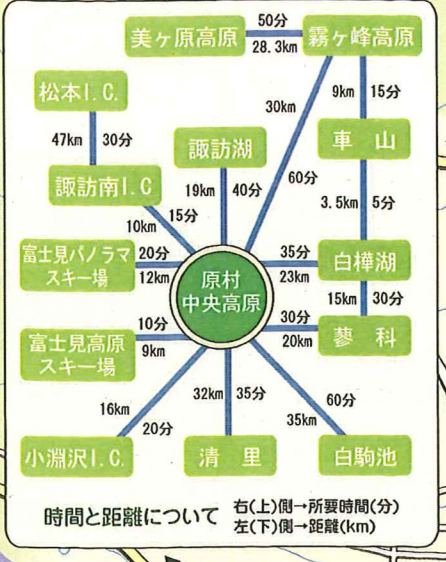 50分
美ヶ原高原
霧ヶ峰高原
28.3km
松本I.C.
30km
9km
15分
47km
30分
諏訪湖
車 山
諏訪南I.C
19km
40分
60分
3.5km
5分
10km
15分
富士見パノラマ
スキー場
20分
12km
原村
中央高原
35分
23km
白樺湖
15km
30分
富士見高原
スキー場
10分
9km
30分
20km
蓼 科
16km
20分
32km
35分
60分
35km
小淵沢I.C.
清 里
白駒池
時間と距離について
右(上)側→所要時間(分)
左(下)側→距離(km)